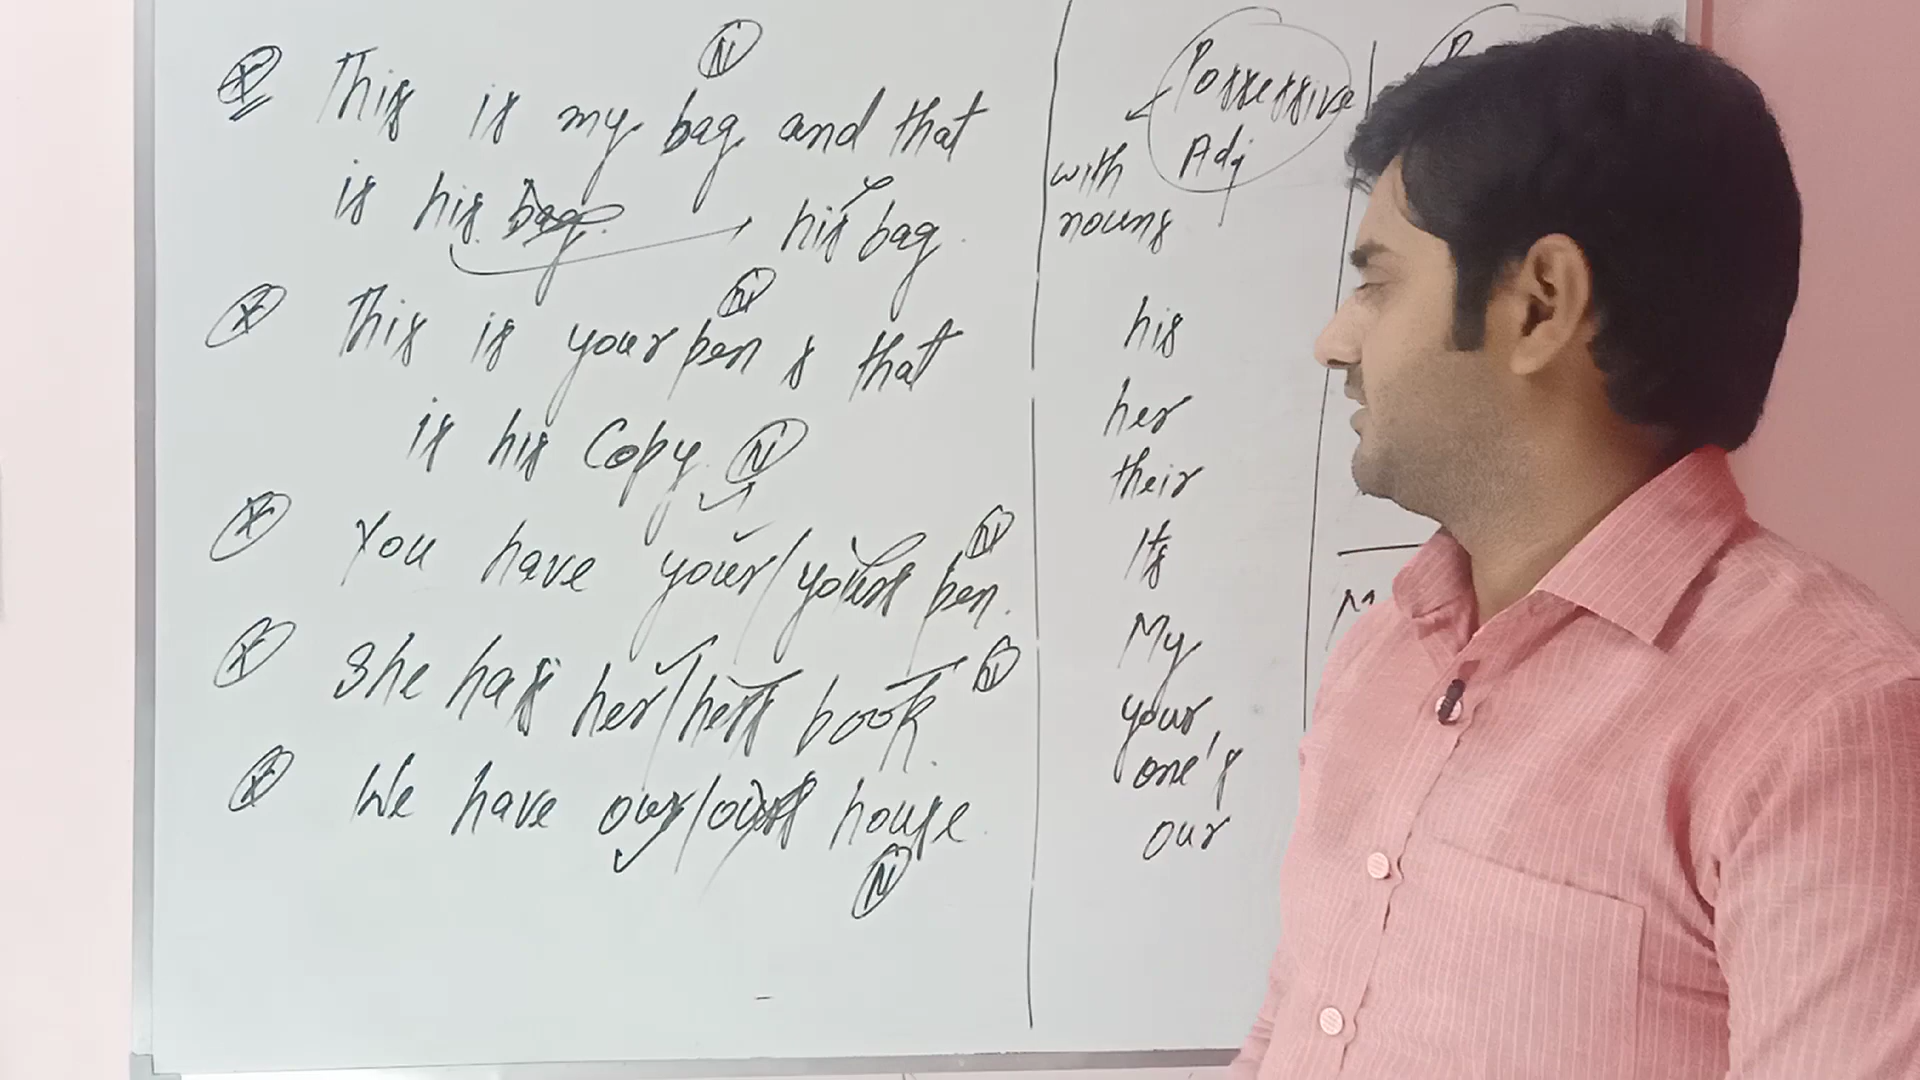 N
This is my bag and that
is his bag. his bag.
N
This is your pen & that
is his Copy. N
You have your/yours pen. N
She has her/hers book. N
We have our/ours house.
N
Possessive
Adj
with
nouns
his
her
their
Its
My
your,
one's
our